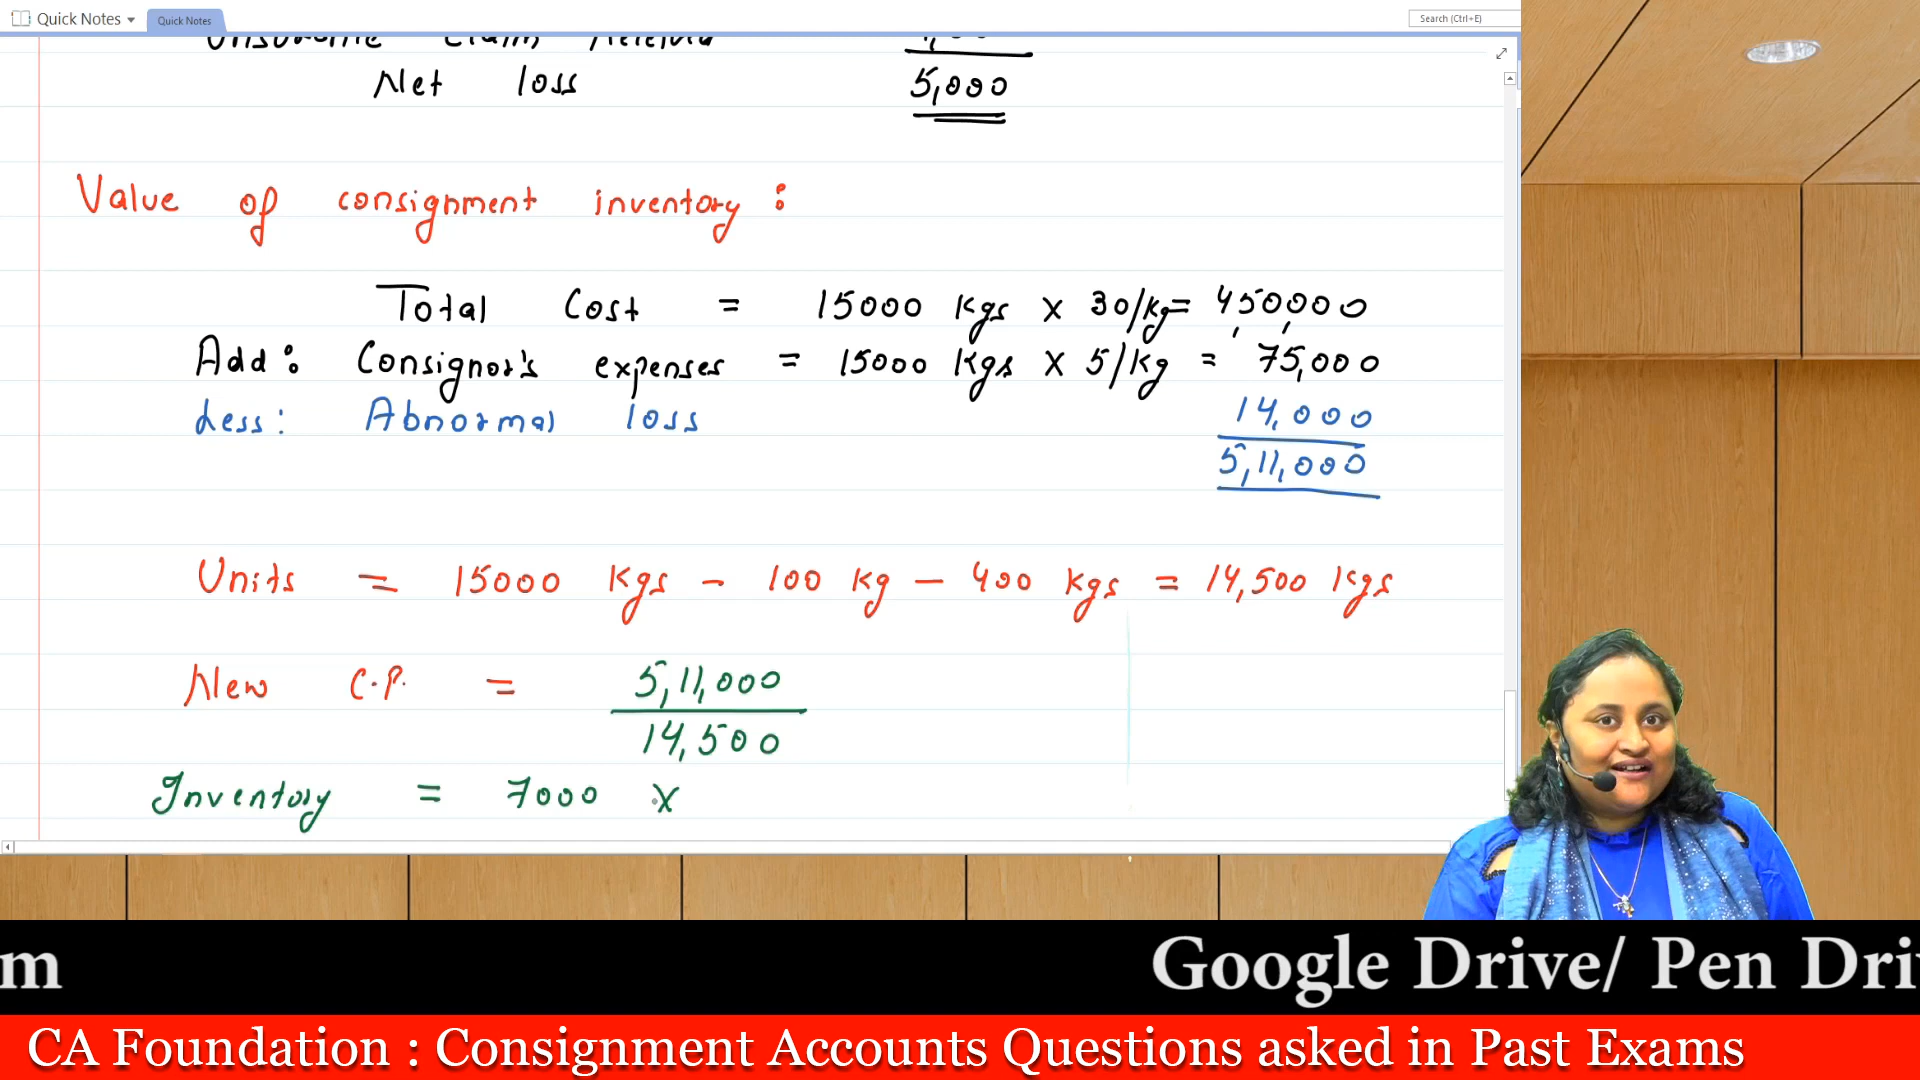 Quick Notes
Quick Notes
Search (Ctrl+E)
Net loss 5,000
Value of consignment inventory :
Total Cost = 15000 Kgs x 30/kg = 4,50,000
Add: Consignor's expenses = 15000 Kgs x 5/kg = 75,000
Less: Abnormal loss 14,000
5,11,000
Units = 15000 Kgs - 100 kg - 400 kgs = 14,500 Kgs
New C.P. = 5,11,000
14,500
Inventory = 7000 x
m Google Drive/ Pen Dri
CA Foundation : Consignment Accounts Questions asked in Past Exams